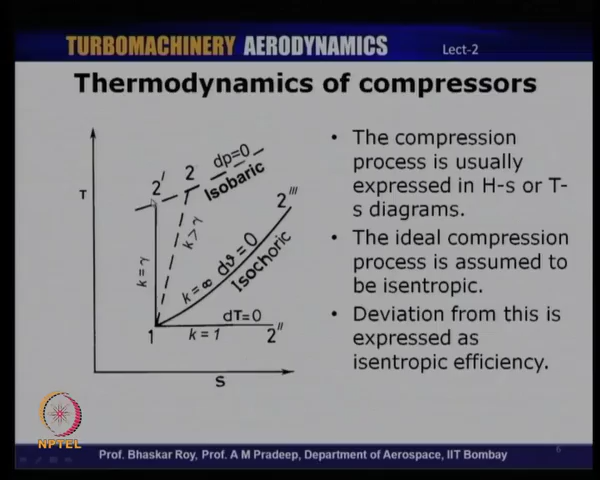 TURBOMACHINERY AERODYNAMICS Lect-2
Thermodynamics of compressors
T
2′
2
dp=0
Isobaric
k=γ
k>γ
2‴
k=∞ dϑ=0
Isochoric
dT=0
1
k=1
2″
S
• The compression
process is usually
expressed in H-s or T-
s diagrams.
• The ideal compression
process is assumed to
be isentropic.
• Deviation from this is
expressed as
isentropic efficiency.
NPTEL
Prof. Bhaskar Roy, Prof. A M Pradeep, Department of Aerospace, IIT Bombay
6